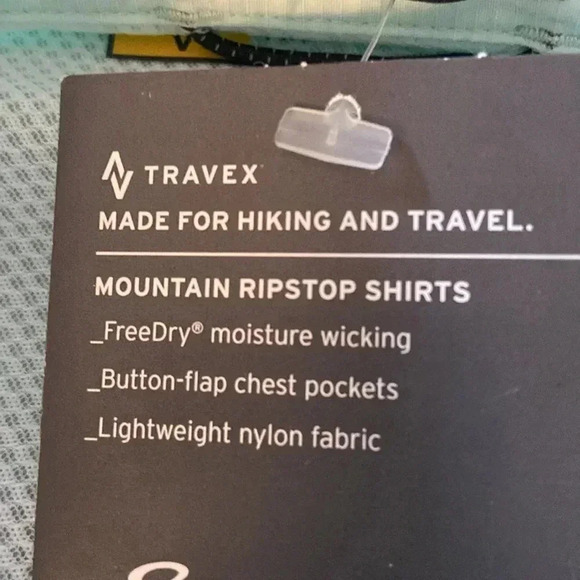 TRAVEX
MADE FOR HIKING AND TRAVEL.
MOUNTAIN RIPSTOP SHIRTS
_FreeDry® moisture wicking
_Button-flap chest pockets
_Lightweight nylon fabric